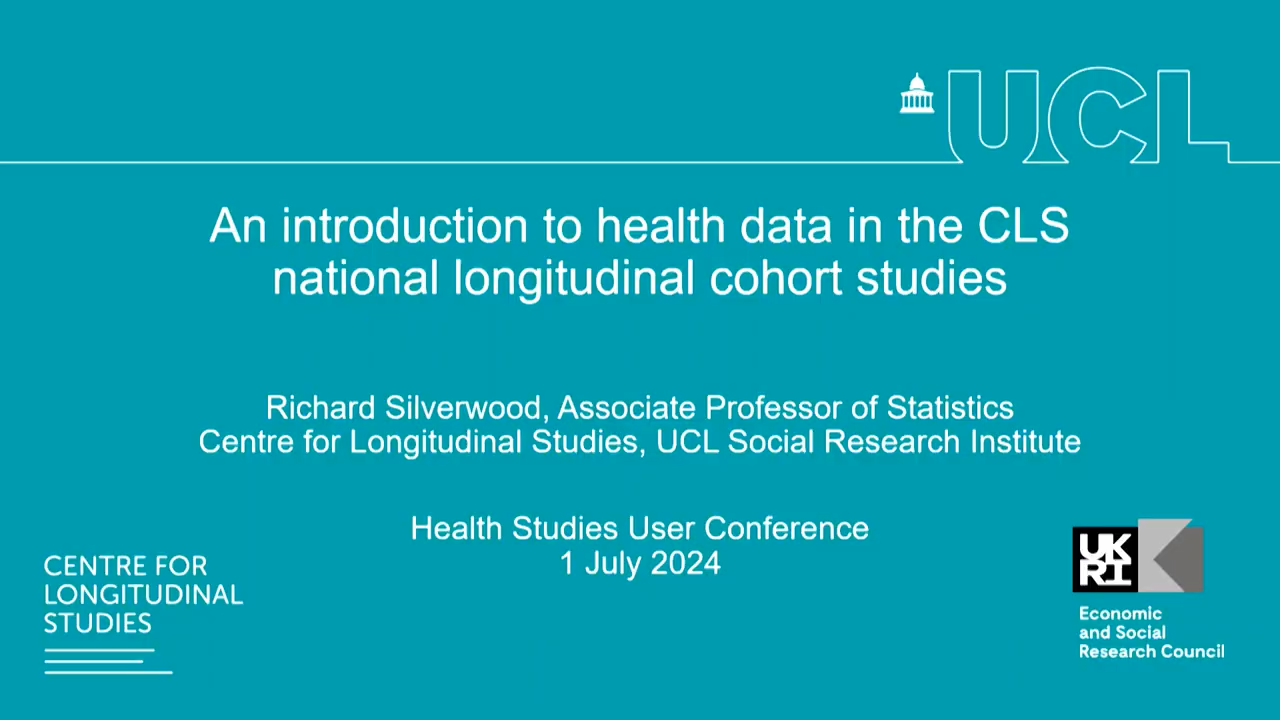 UCL
An introduction to health data in the CLS
national longitudinal cohort studies
Richard Silverwood, Associate Professor of Statistics
Centre for Longitudinal Studies, UCL Social Research Institute
Health Studies User Conference
1 July 2024
CENTRE FOR
LONGITUDINAL
STUDIES
UK
RI
Economic
and Social
Research Council